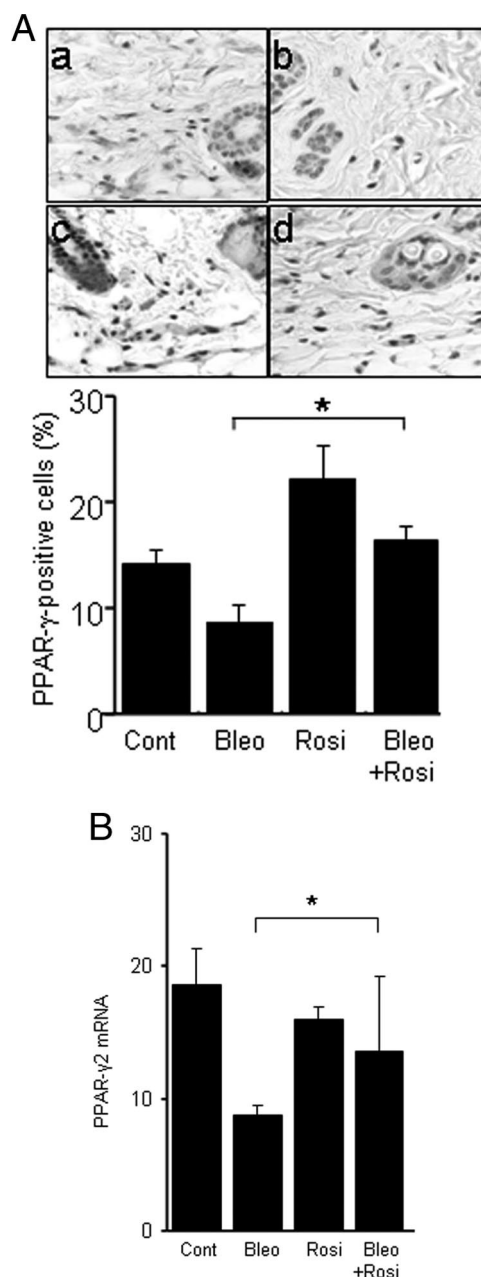 A
a
b
c
d
PPAR-γ-positive cells (%)
30
20
10
0
*
Cont Bleo Rosi Bleo
+Rosi
B
PPAR-γ2 mRNA
30
20
10
0
*
Cont Bleo Rosi Bleo
+Rosi